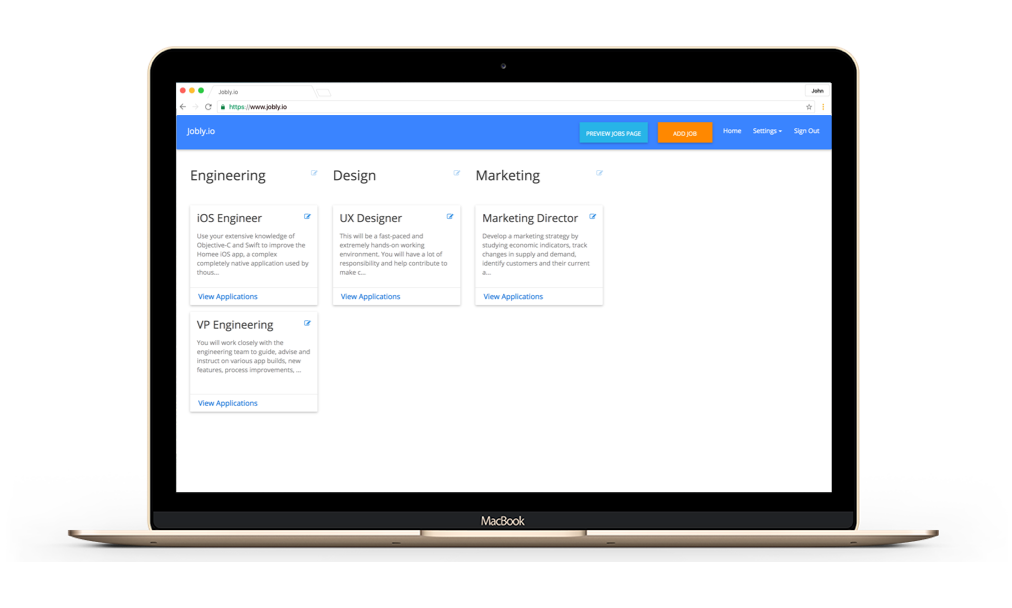 Jobly.io
John
https://www.jobly.io
Jobly.io
PREVIEW JOBS PAGE
ADD JOB
Home
Settings
Sign Out
Engineering
Design
Marketing
iOS Engineer
Use your extensive knowledge of
Objective-C and Swift to improve the
Homee iOS app, a complex
completely native application used by
thous...
View Applications
UX Designer
This will be a fast-paced and
extremely hands-on working
environment. You will have a lot of
responsibility and help contribute to
make c...
View Applications
Marketing Director
Develop a marketing strategy by
studying economic indicators, track
changes in supply and demand,
identify customers and their current
a...
View Applications
VP Engineering
You will work closely with the
engineering team to guide, advise and
instruct on various app builds, new
features, process improvements, ...
View Applications
MacBook